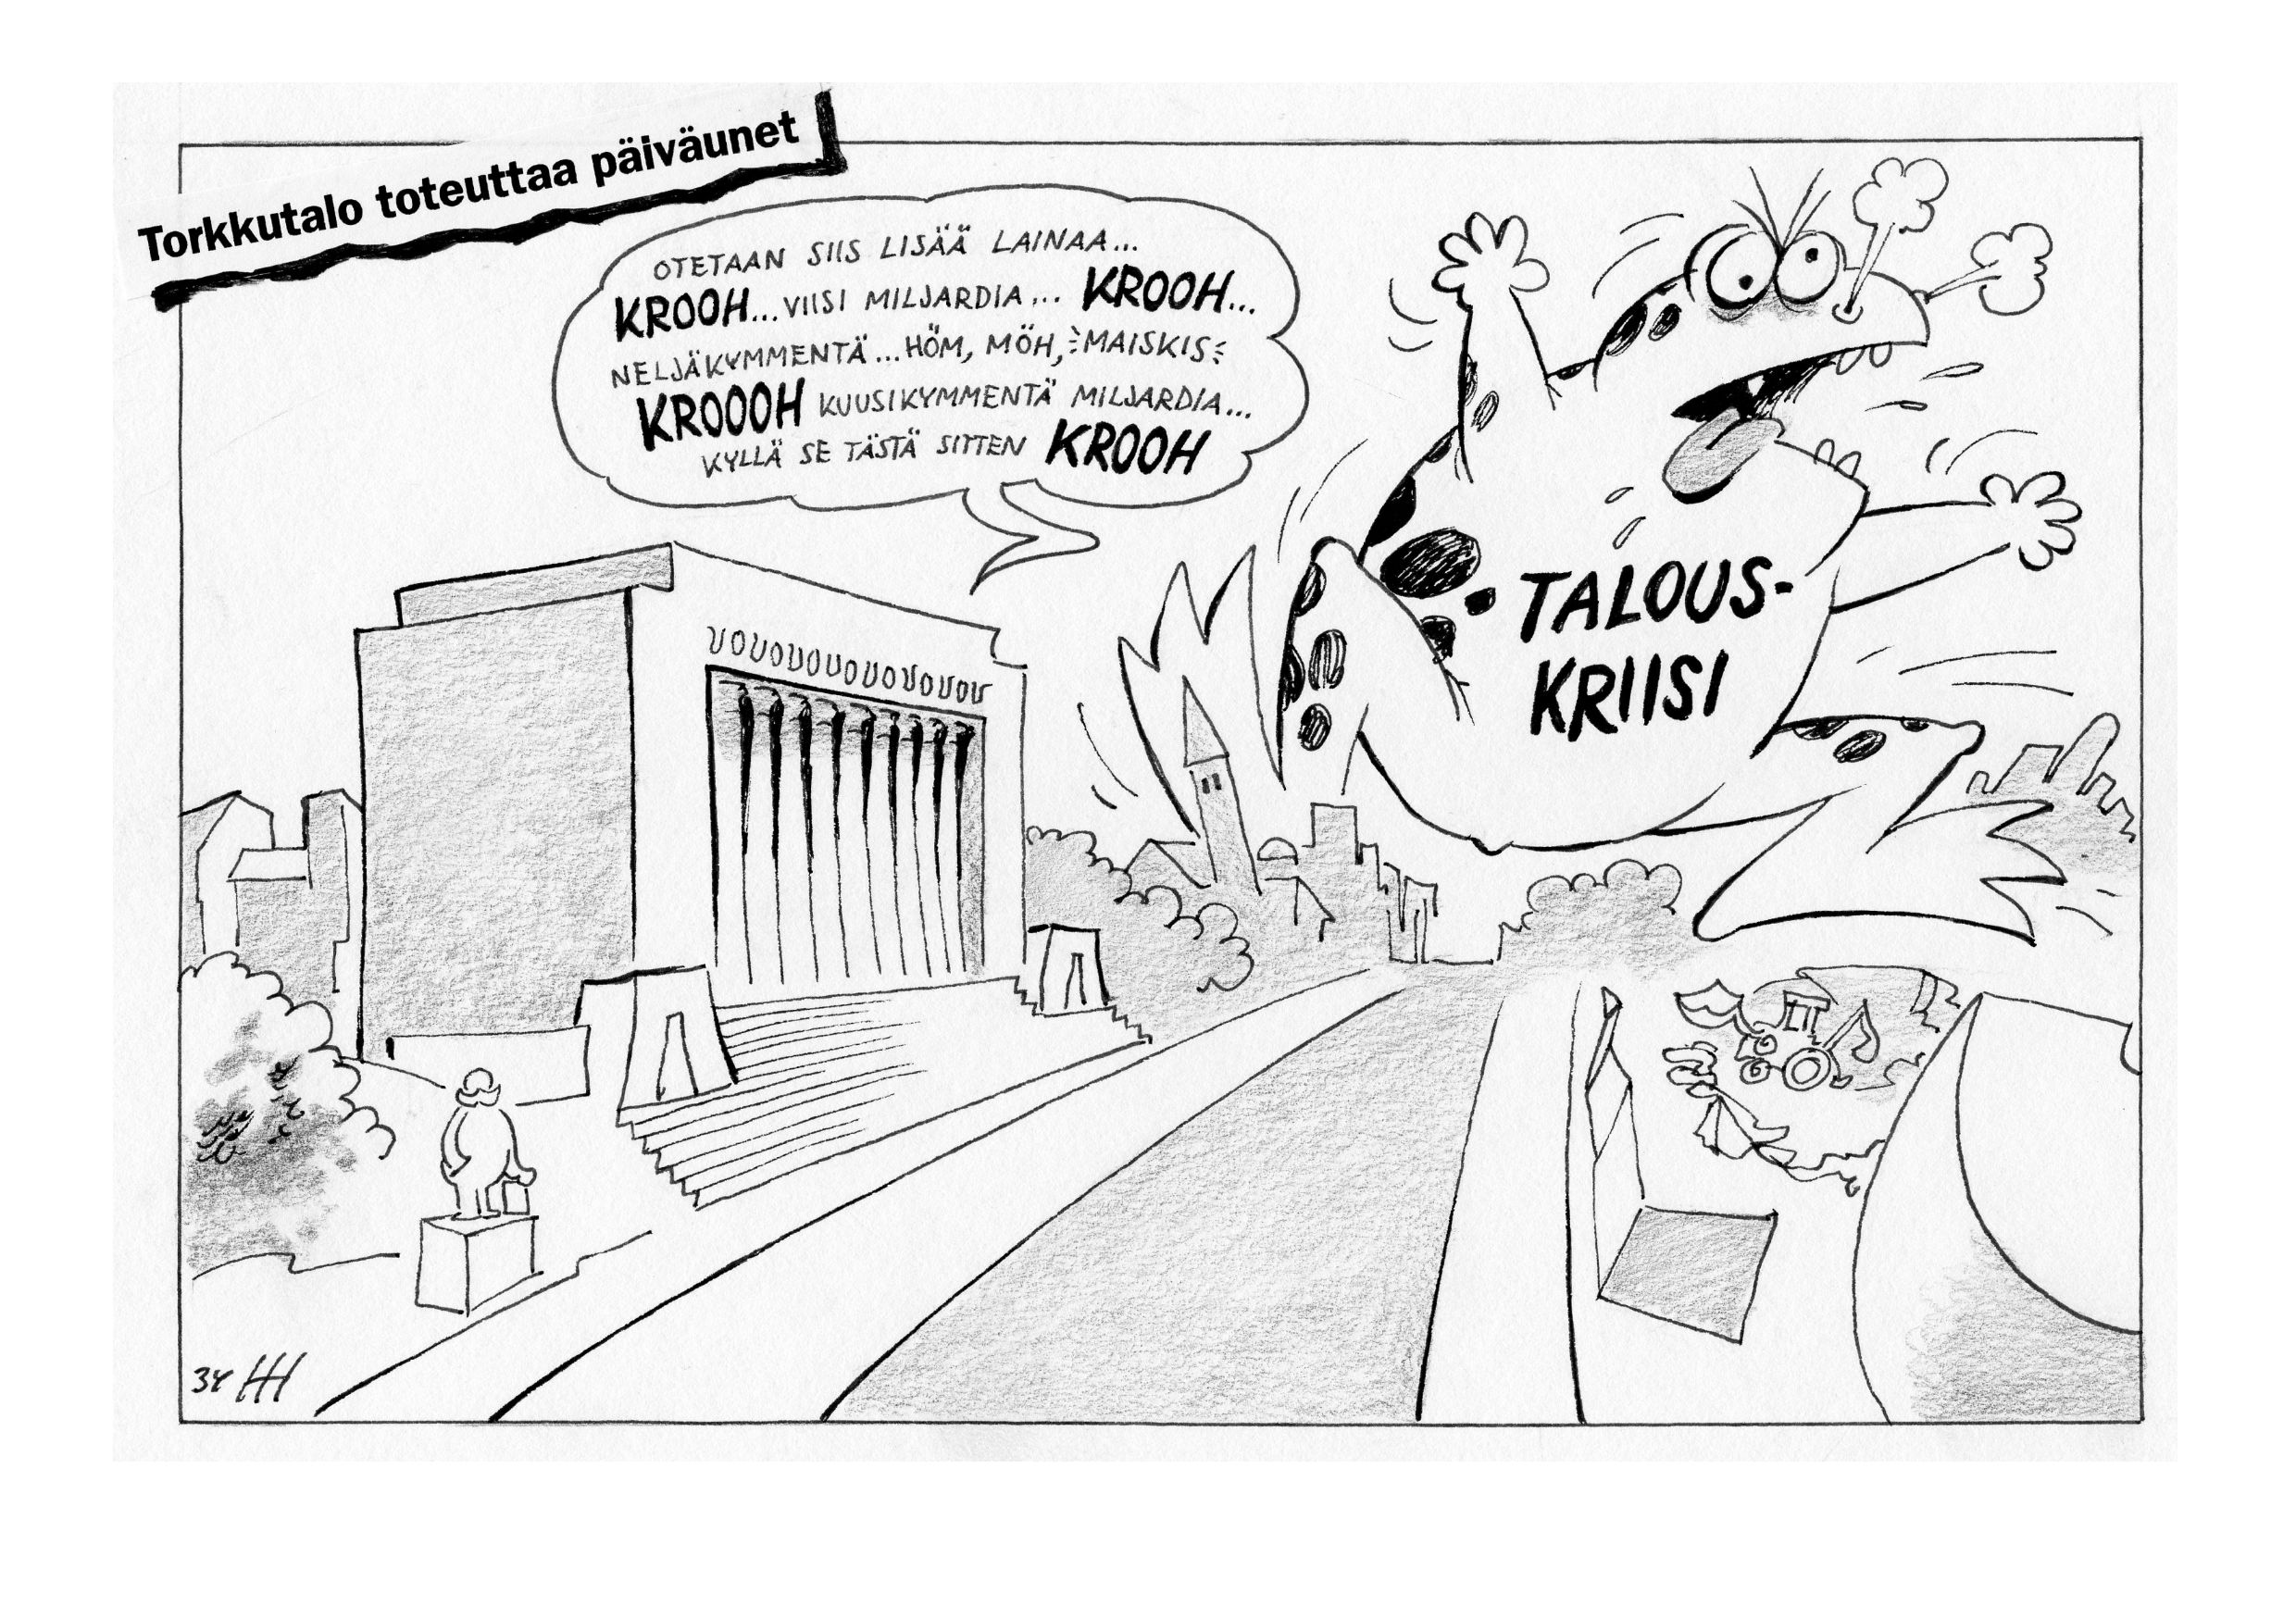 Torkkutalo toteuttaa päiväunet
OTETAAN SIIS LISÄÄ LAINAA...
KROOH...VIISI MILJARDIA... KROOH...
NELJÄKYMMENTÄ...HÖM, MÖH, MAISKIS
KROOOH KUUSIKYMMENTÄ MILJARDIA...
KYLLÄ SE TÄSTÄ SITTEN KROOH
TALOUS-
KRIISI